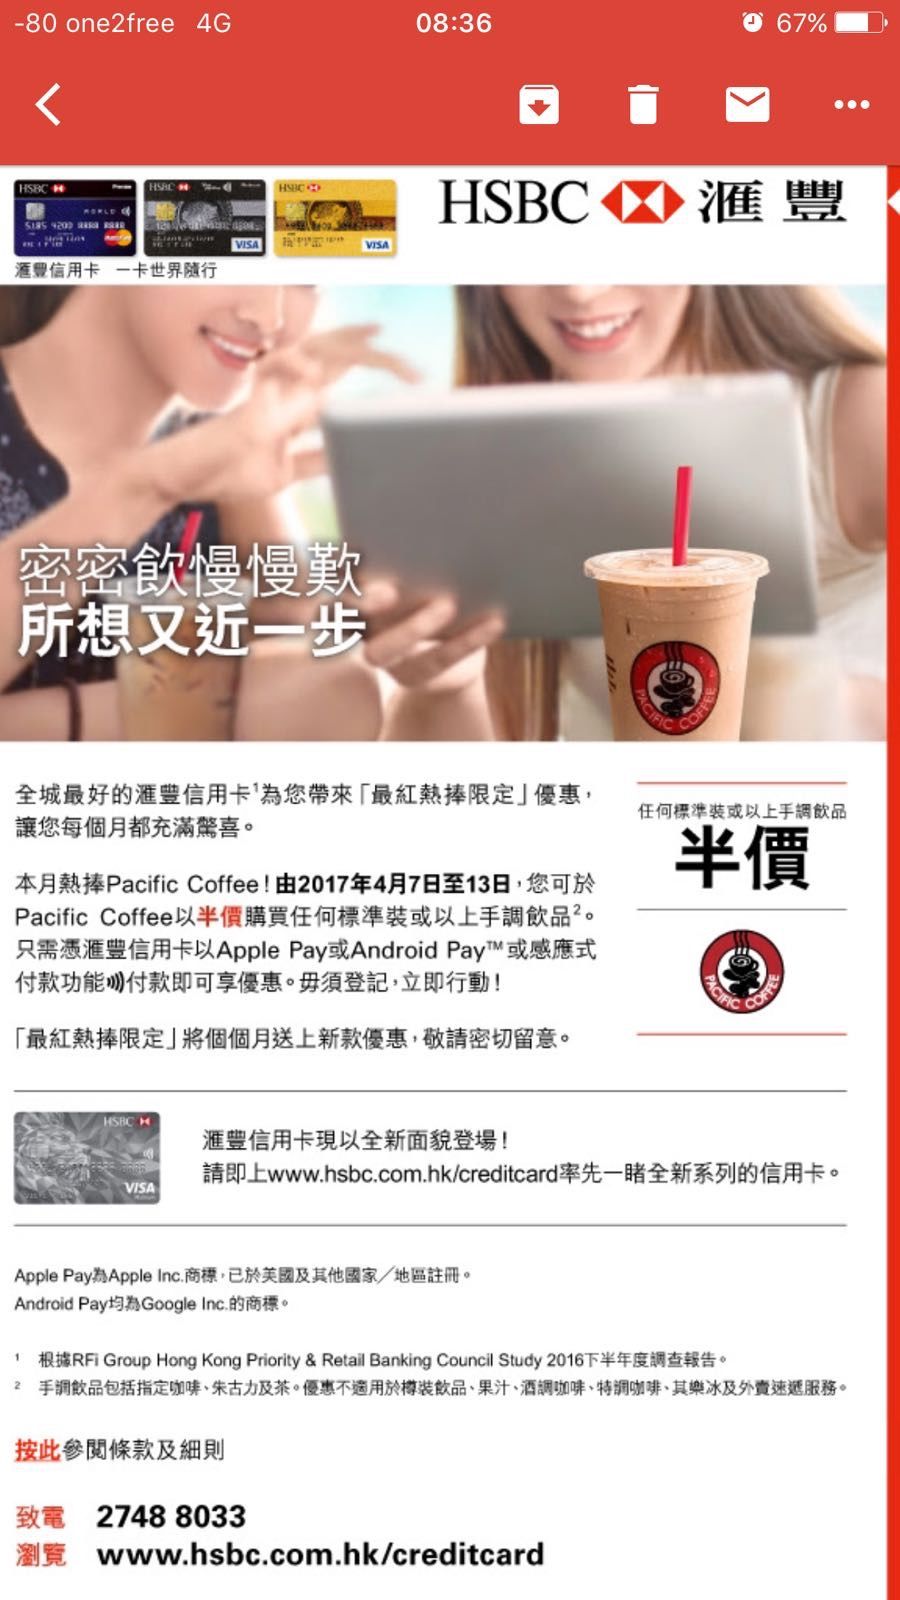 -80 one2free 4G 08:36 67%
HSBC 滙豐
滙豐信用卡 一卡世界隨行
密密飲慢慢歎
所想又近一步
PACIFIC COFFEE
全城最好的滙豐信用卡¹為您帶來「最紅熱捧限定」優惠，
讓您每個月都充滿驚喜。
任何標準裝或以上手調飲品
半價
PACIFIC COFFEE
本月熱捧Pacific Coffee！由2017年4月7日至13日，您可於
Pacific Coffee以半價購買任何標準裝或以上手調飲品²。
只需憑滙豐信用卡以Apple Pay或Android Pay™或感應式
付款功能付款即可享優惠。毋須登記，立即行動！
「最紅熱捧限定」將個個月送上新款優惠，敬請密切留意。
HSBC
VISA
滙豐信用卡現以全新面貌登場！
請即上www.hsbc.com.hk/creditcard率先一睹全新系列的信用卡。
Apple Pay為Apple Inc.商標，已於美國及其他國家／地區註冊。
Android Pay均為Google Inc.的商標。
¹ 根據RFi Group Hong Kong Priority & Retail Banking Council Study 2016下半年度調查報告。
² 手調飲品包括指定咖啡、朱古力及茶。優惠不適用於樽裝飲品、果汁、酒調咖啡、特調咖啡、其樂冰及外賣速遞服務。
按此參閱條款及細則
致電 2748 8033
瀏覽 www.hsbc.com.hk/creditcard